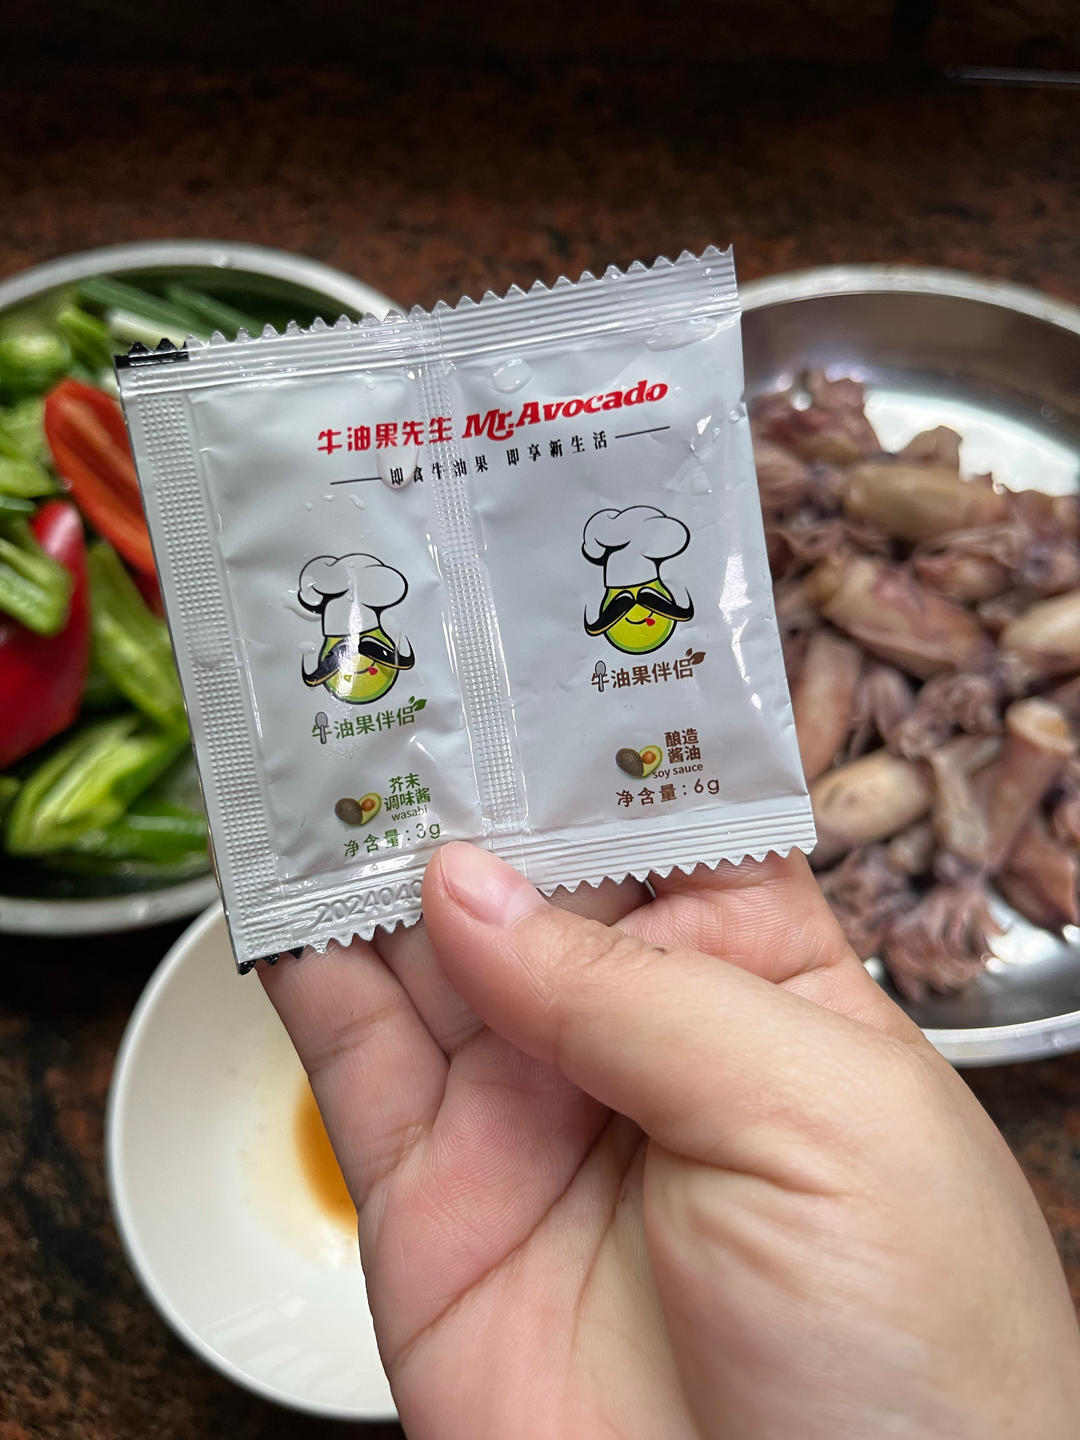 牛油果先生 Mr.Avocado
即食牛油果 即享新生活
牛油果伴侣
芥末
调味酱
wasabi
净含量:3g
牛油果伴侣
酿造
酱油
soy sauce
净含量:6g